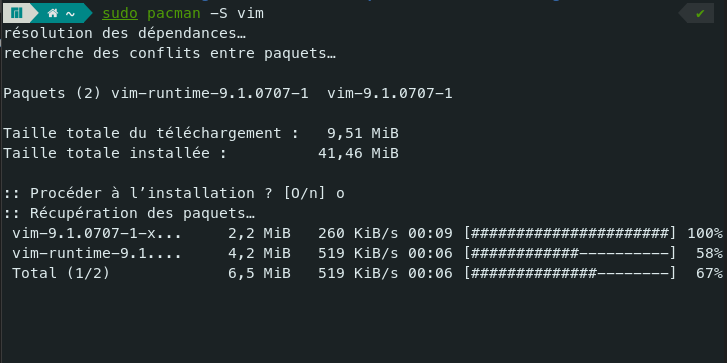 ~ sudo pacman -S vim ✔
résolution des dépendances…
recherche des conflits entre paquets…
Paquets (2) vim-runtime-9.1.0707-1  vim-9.1.0707-1
Taille totale du téléchargement :   9,51 MiB
Taille totale installée :          41,46 MiB
:: Procéder à l’installation ? [O/n] o
:: Récupération des paquets…
vim-9.1.0707-1-x...     2,2 MiB   260 KiB/s 00:09 [######################] 100%
vim-runtime-9.1....     4,2 MiB   519 KiB/s 00:06 [############----------]  58%
Total (1/2)             6,5 MiB   519 KiB/s 00:06 [##############--------]  67%